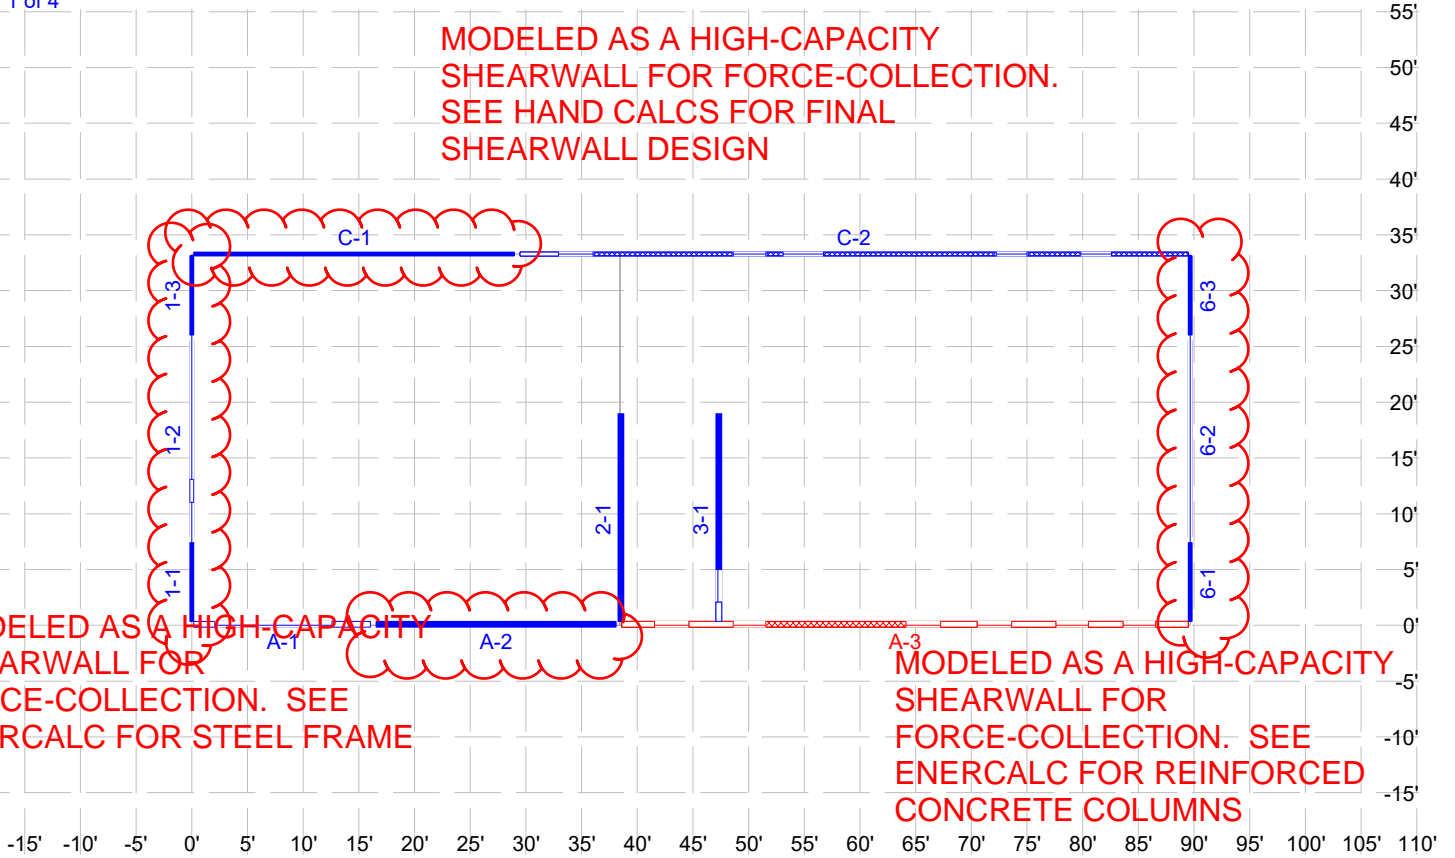 1 of 4
55'
MODELED AS A HIGH-CAPACITY
SHEARWALL FOR FORCE-COLLECTION.
SEE HAND CALCS FOR FINAL
SHEARWALL DESIGN
50'
45'
40'
35'
30'
25'
20'
15'
10'
5'
0'
-5'
-10'
-15'
C-1
C-2
1-3
1-2
1-1
6-3
6-2
6-1
2-1
3-1
A-1
A-2
A-3
DELED AS A HIGH-CAPACITY
ARWALL FOR
CE-COLLECTION. SEE
RCALC FOR STEEL FRAME
MODELED AS A HIGH-CAPACITY
SHEARWALL FOR
FORCE-COLLECTION. SEE
ENERCALC FOR REINFORCED
CONCRETE COLUMNS
-15' -10' -5' 0' 5' 10' 15' 20' 25' 30' 35' 40' 45' 50' 55' 60' 65' 70' 75' 80' 85' 90' 95' 100' 105' 110'